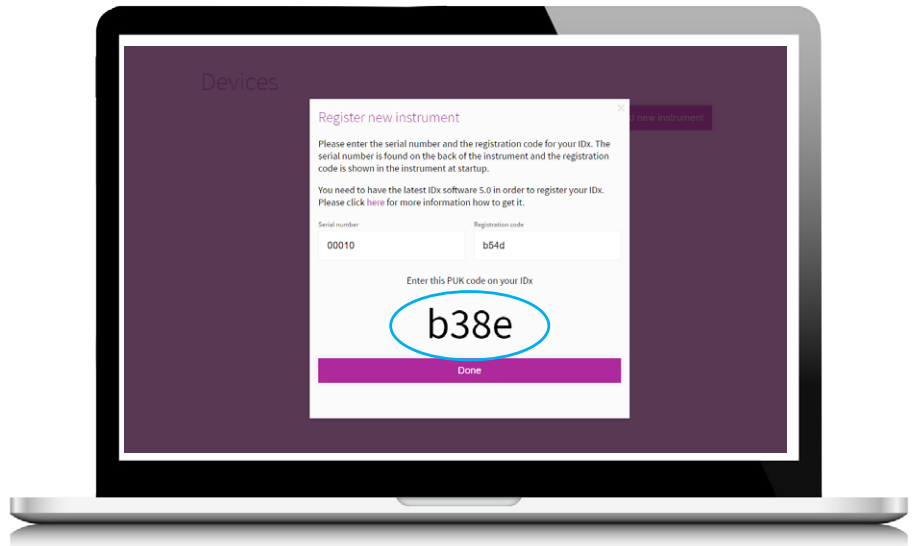 Devices
d new instrument
×
Register new instrument
Please enter the serial number and the registration code for your IDx. The
serial number is found on the back of the instrument and the registration
code is shown in the instrument at
startup.
You need to have the latest IDx software 5.0 in order to register your IDx.
Please click here for more information how to get it.
Serial number Registration code
00010 b54d
Enter this PUK code on your IDx
b38e
Done